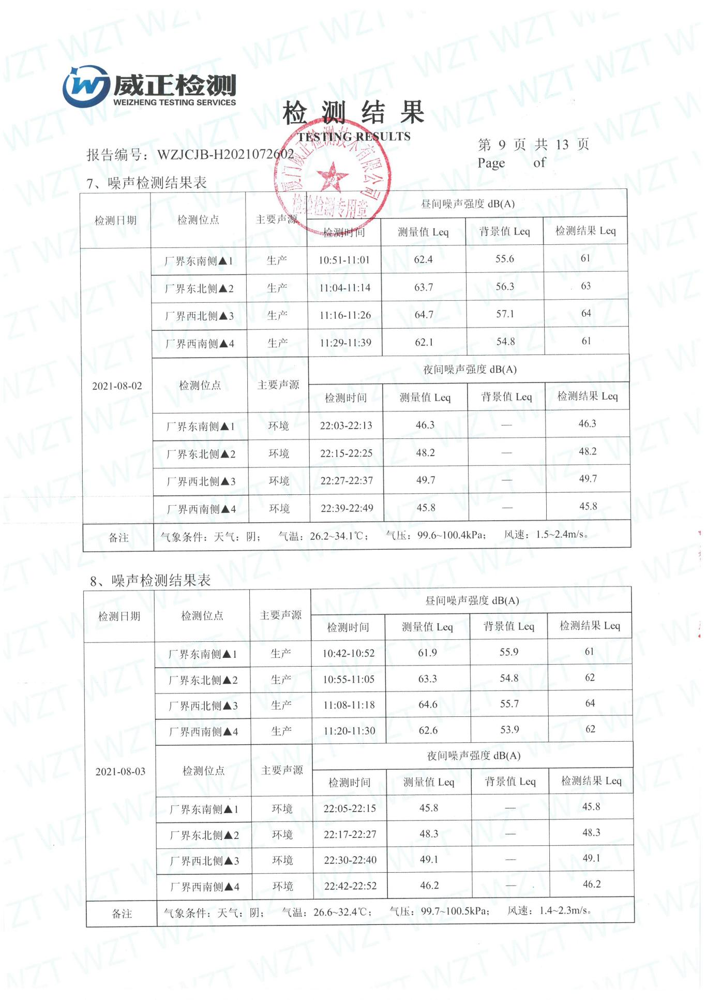 威正检测
WEIZHENG TESTING SERVICES
检 测 结 果
TESTING RESULTS
报告编号：WZJCJB-H2021072602
第 9 页 共 13 页
Page of
厦门威正检测技术有限公司
检验检测专用章
7、噪声检测结果表
检测日期 检测位点 主要声源 昼间噪声强度 dB(A)
检测时间 测量值 Leq 背景值 Leq 检测结果 Leq
厂界东南侧▲1 生产 10:51-11:01 62.4 55.6 61
厂界东北侧▲2 生产 11:04-11:14 63.7 56.3 63
厂界西北侧▲3 生产 11:16-11:26 64.7 57.1 64
厂界西南侧▲4 生产 11:29-11:39 62.1 54.8 61
2021-08-02 检测位点 主要声源 夜间噪声强度 dB(A)
检测时间 测量值 Leq 背景值 Leq 检测结果 Leq
厂界东南侧▲1 环境 22:03-22:13 46.3 — 46.3
厂界东北侧▲2 环境 22:15-22:25 48.2 — 48.2
厂界西北侧▲3 环境 22:27-22:37 49.7 — 49.7
厂界西南侧▲4 环境 22:39-22:49 45.8 — 45.8
备注 气象条件：天气：阴； 气温：26.2~34.1℃； 气压：99.6~100.4kPa； 风速：1.5~2.4m/s。
8、噪声检测结果表
检测日期 检测位点 主要声源 昼间噪声强度 dB(A)
检测时间 测量值 Leq 背景值 Leq 检测结果 Leq
厂界东南侧▲1 生产 10:42-10:52 61.9 55.9 61
厂界东北侧▲2 生产 10:55-11:05 63.3 54.8 62
厂界西北侧▲3 生产 11:08-11:18 64.6 55.7 64
厂界西南侧▲4 生产 11:20-11:30 62.6 53.9 62
2021-08-03 检测位点 主要声源 夜间噪声强度 dB(A)
检测时间 测量值 Leq 背景值 Leq 检测结果 Leq
厂界东南侧▲1 环境 22:05-22:15 45.8 — 45.8
厂界东北侧▲2 环境 22:17-22:27 48.3 — 48.3
厂界西北侧▲3 环境 22:30-22:40 49.1 — 49.1
厂界西南侧▲4 环境 22:42-22:52 46.2 — 46.2
备注 气象条件：天气：阴； 气温：26.6~32.4℃； 气压：99.7~100.5kPa； 风速：1.4~2.3m/s。